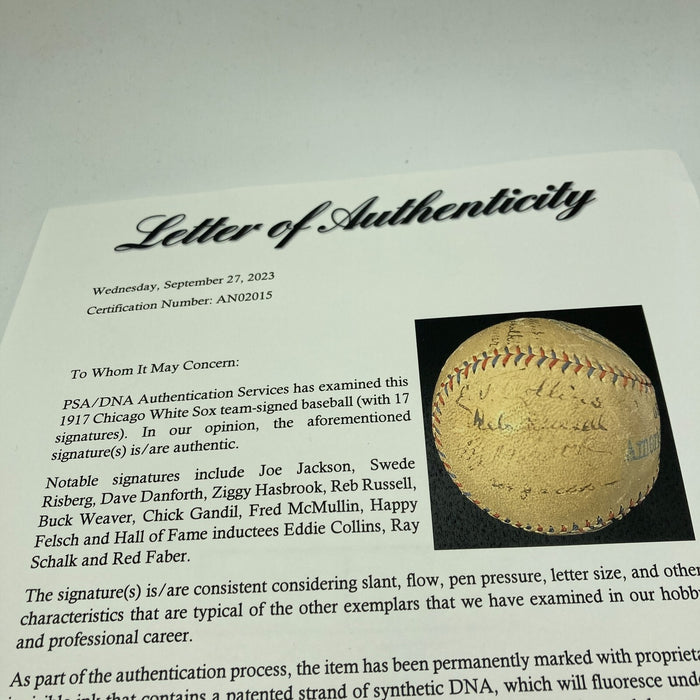 Letter of Authenticity
Wednesday, September 27, 2023
Certification Number: AN02015
To Whom It May Concern:
PSA/DNA Authentication Services has examined this
1917 Chicago White Sox team-signed baseball (with 17
signatures). In our opinion, the aforementioned
signature(s) is/are authentic.
Notable signatures include Joe Jackson, Swede
Risberg, Dave Danforth, Ziggy Hasbrook, Reb Russell,
Buck Weaver, Chick Gandil, Fred McMullin, Happy
Felsch and Hall of Fame inductees Eddie Collins, Ray
Schalk and Red Faber.
E. T. Collins
Reb Russell
Amer
The signature(s) is/are consistent considering slant, flow, pen pressure, letter size, and other
characteristics that are typical of the other exemplars that we have examined in our hobb
and professional career.
As part of the authentication process, the item has been permanently marked with proprieta
invisible ink that contains a patented strand of synthetic DNA, which will fluoresce und